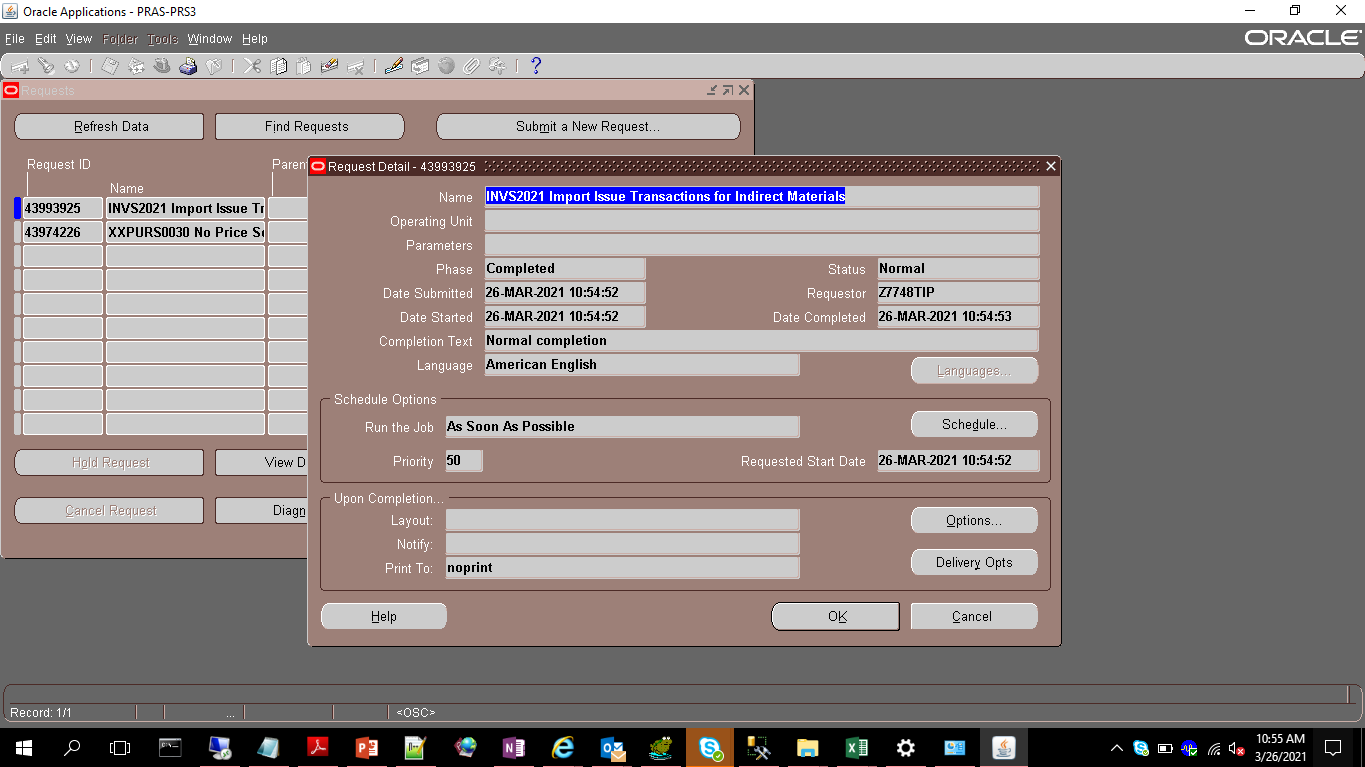 Oracle Applications - PRAS-PRS3
File Edit View Folder Tools Window Help
ORACLE
Requests
Refresh Data Find Requests Submit a New Request...
Request ID Parent
Name
43993925 INVS2021 Import Issue Tr
43974226 XXPURS0030 No Price S
Hold Request View D
Cancel Request Diagn
Request Detail - 43993925
Name INVS2021 Import Issue Transactions for Indirect Materials
Operating Unit
Parameters
Phase Completed Status Normal
Date Submitted 26-MAR-2021 10:54:52 Requestor Z7748TIP
Date Started 26-MAR-2021 10:54:52 Date Completed 26-MAR-2021 10:54:53
Completion Text Normal completion
Language American English
Languages...
Schedule Options
Run the Job As Soon As Possible Schedule...
Priority 50 Requested Start Date 26-MAR-2021 10:54:52
Upon Completion...
Layout: Options...
Notify:
Print To: noprint Delivery Opts
Help OK Cancel
Record: 1/1 ... <OSC>
10:55 AM
3/26/2021